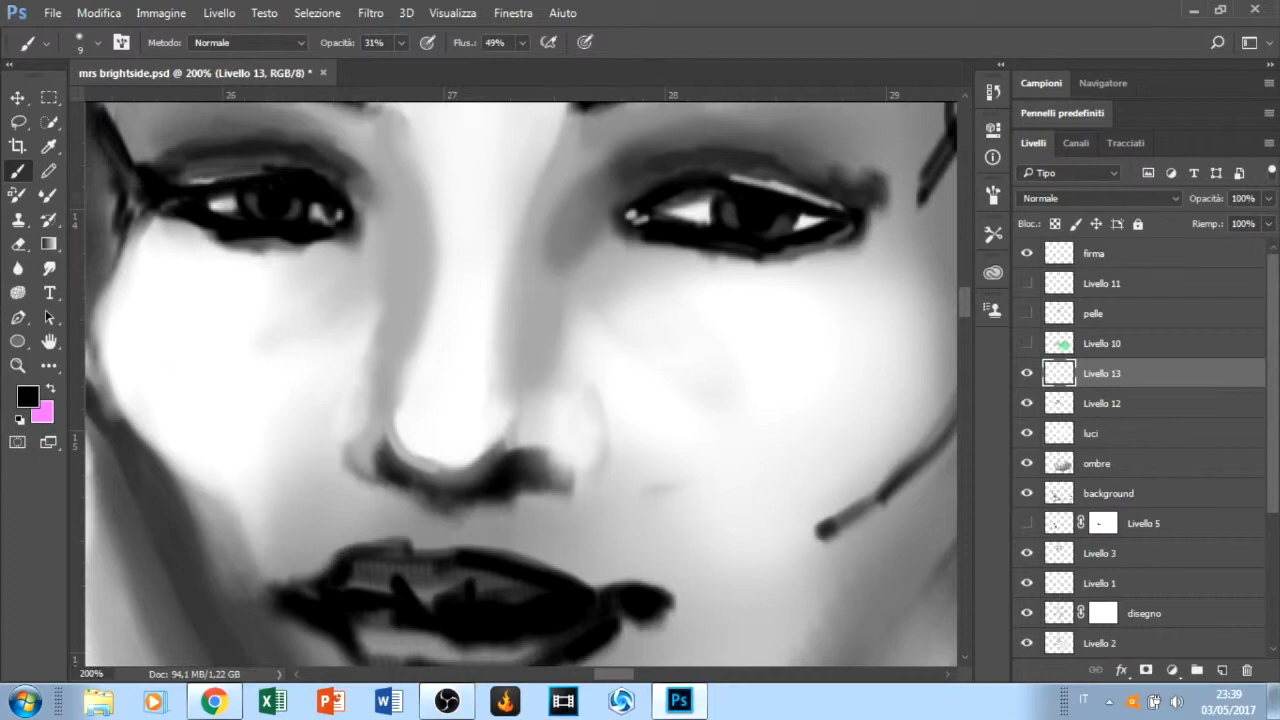 Ps File Modifica Immagine Livello Testo Selezione Filtro 3D Visualizza Finestra Aiuto
9 Metodo: Normale Opacità: 31% Flus.: 49%
mrs brightside.psd @ 200% (Livello 13, RGB/8) *
26 27 28 29
14
15
1
Campioni Navigatore
Pennelli predefiniti
Livelli Canali Tracciati
Tipo
Normale Opacità: 100%
Bloc.: Riemp.: 100%
firma
Livello 11
pelle
Livello 10
Livello 13
Livello 12
luci
ombre
background
Livello 5
Livello 3
Livello 1
disegno
Livello 2
200% Doc: 94,1 MB/1,22 GB
IT 23:39
03/05/2017